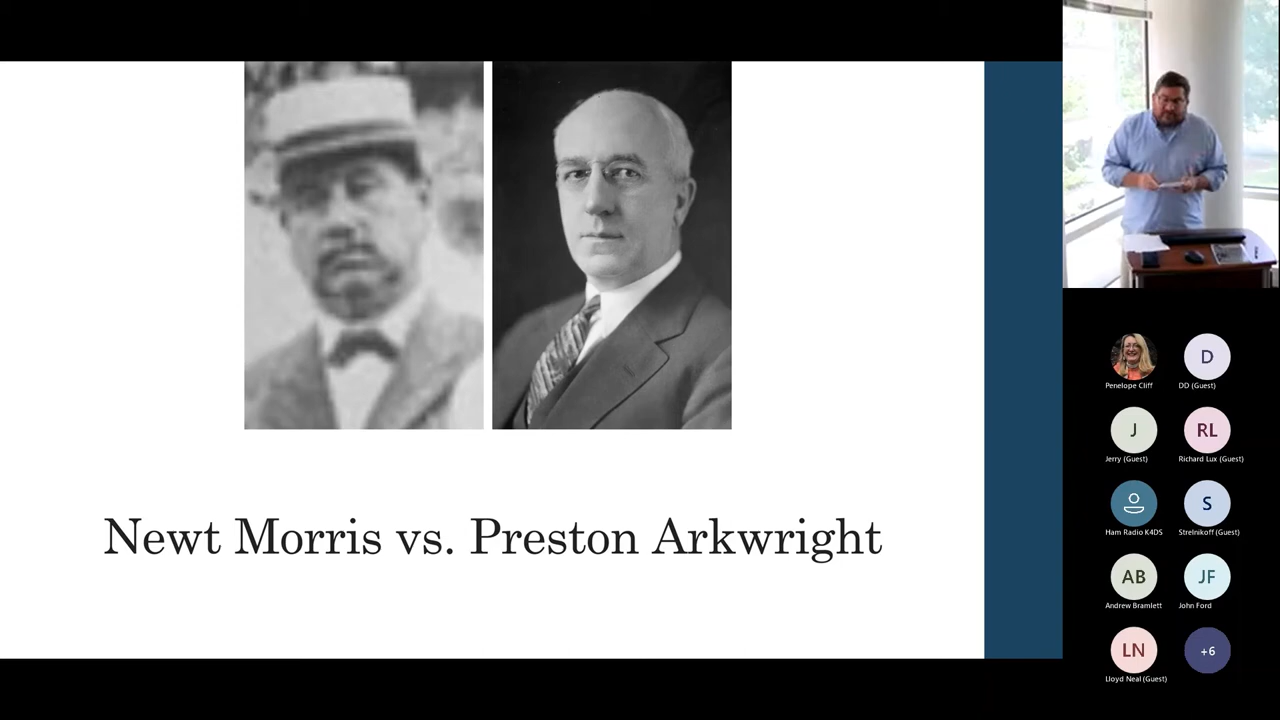 Newt Morris vs. Preston Arkwright
Penelope Cliff
D
DD (Guest)
J
Jerry (Guest)
RL
Richard Lux (Guest)
Ham Radio K4DS
S
Strelnikoff (Guest)
AB
Andrew Bramlett
JF
John Ford
LN
Lloyd Neal (Guest)
+6